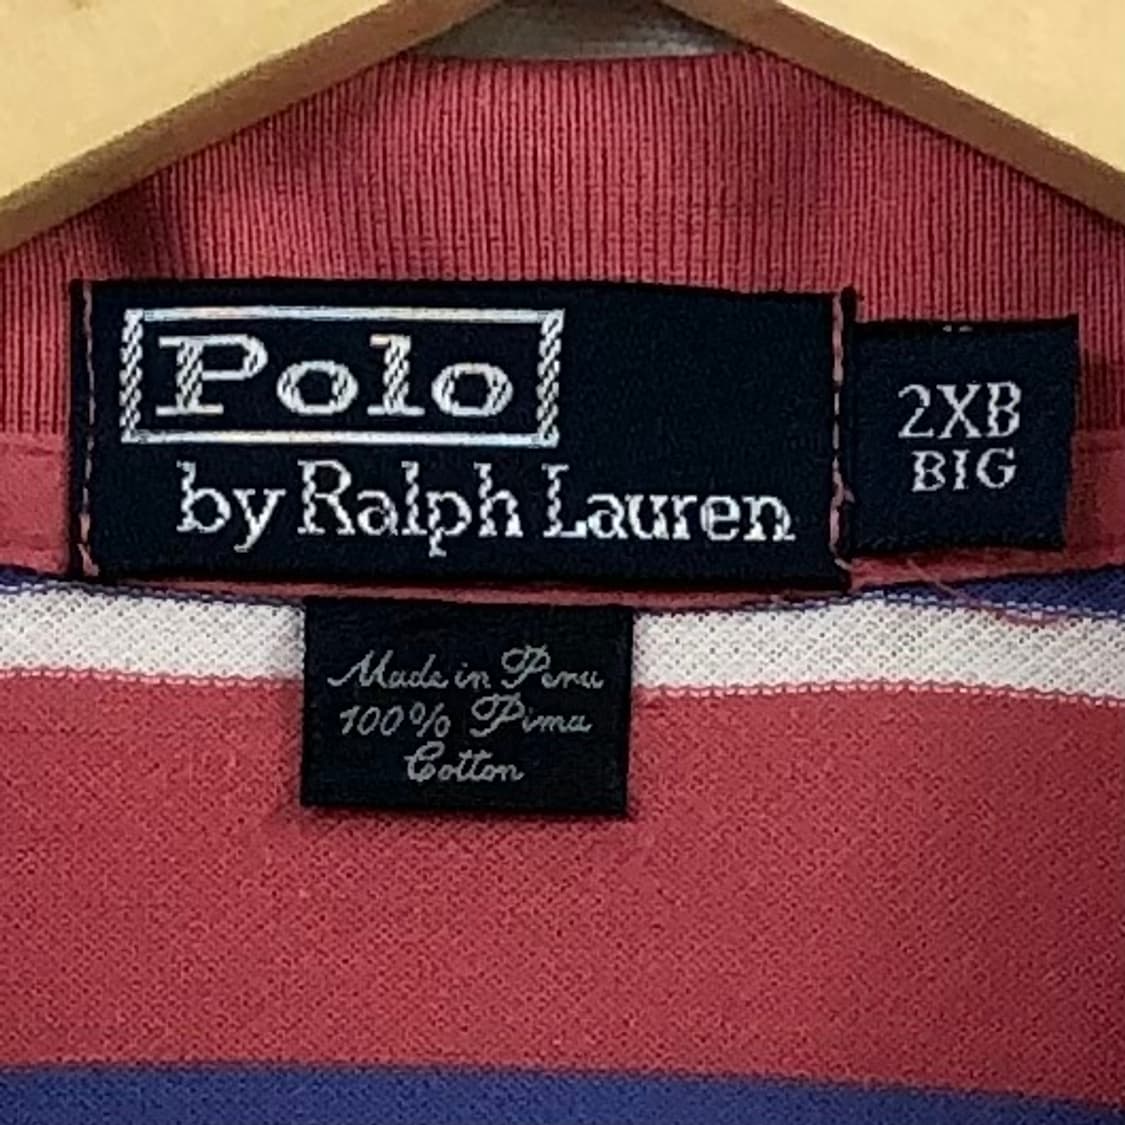 Polo
by Ralph Lauren
2XB
BIG
Made in Peru
100% Pima
Cotton